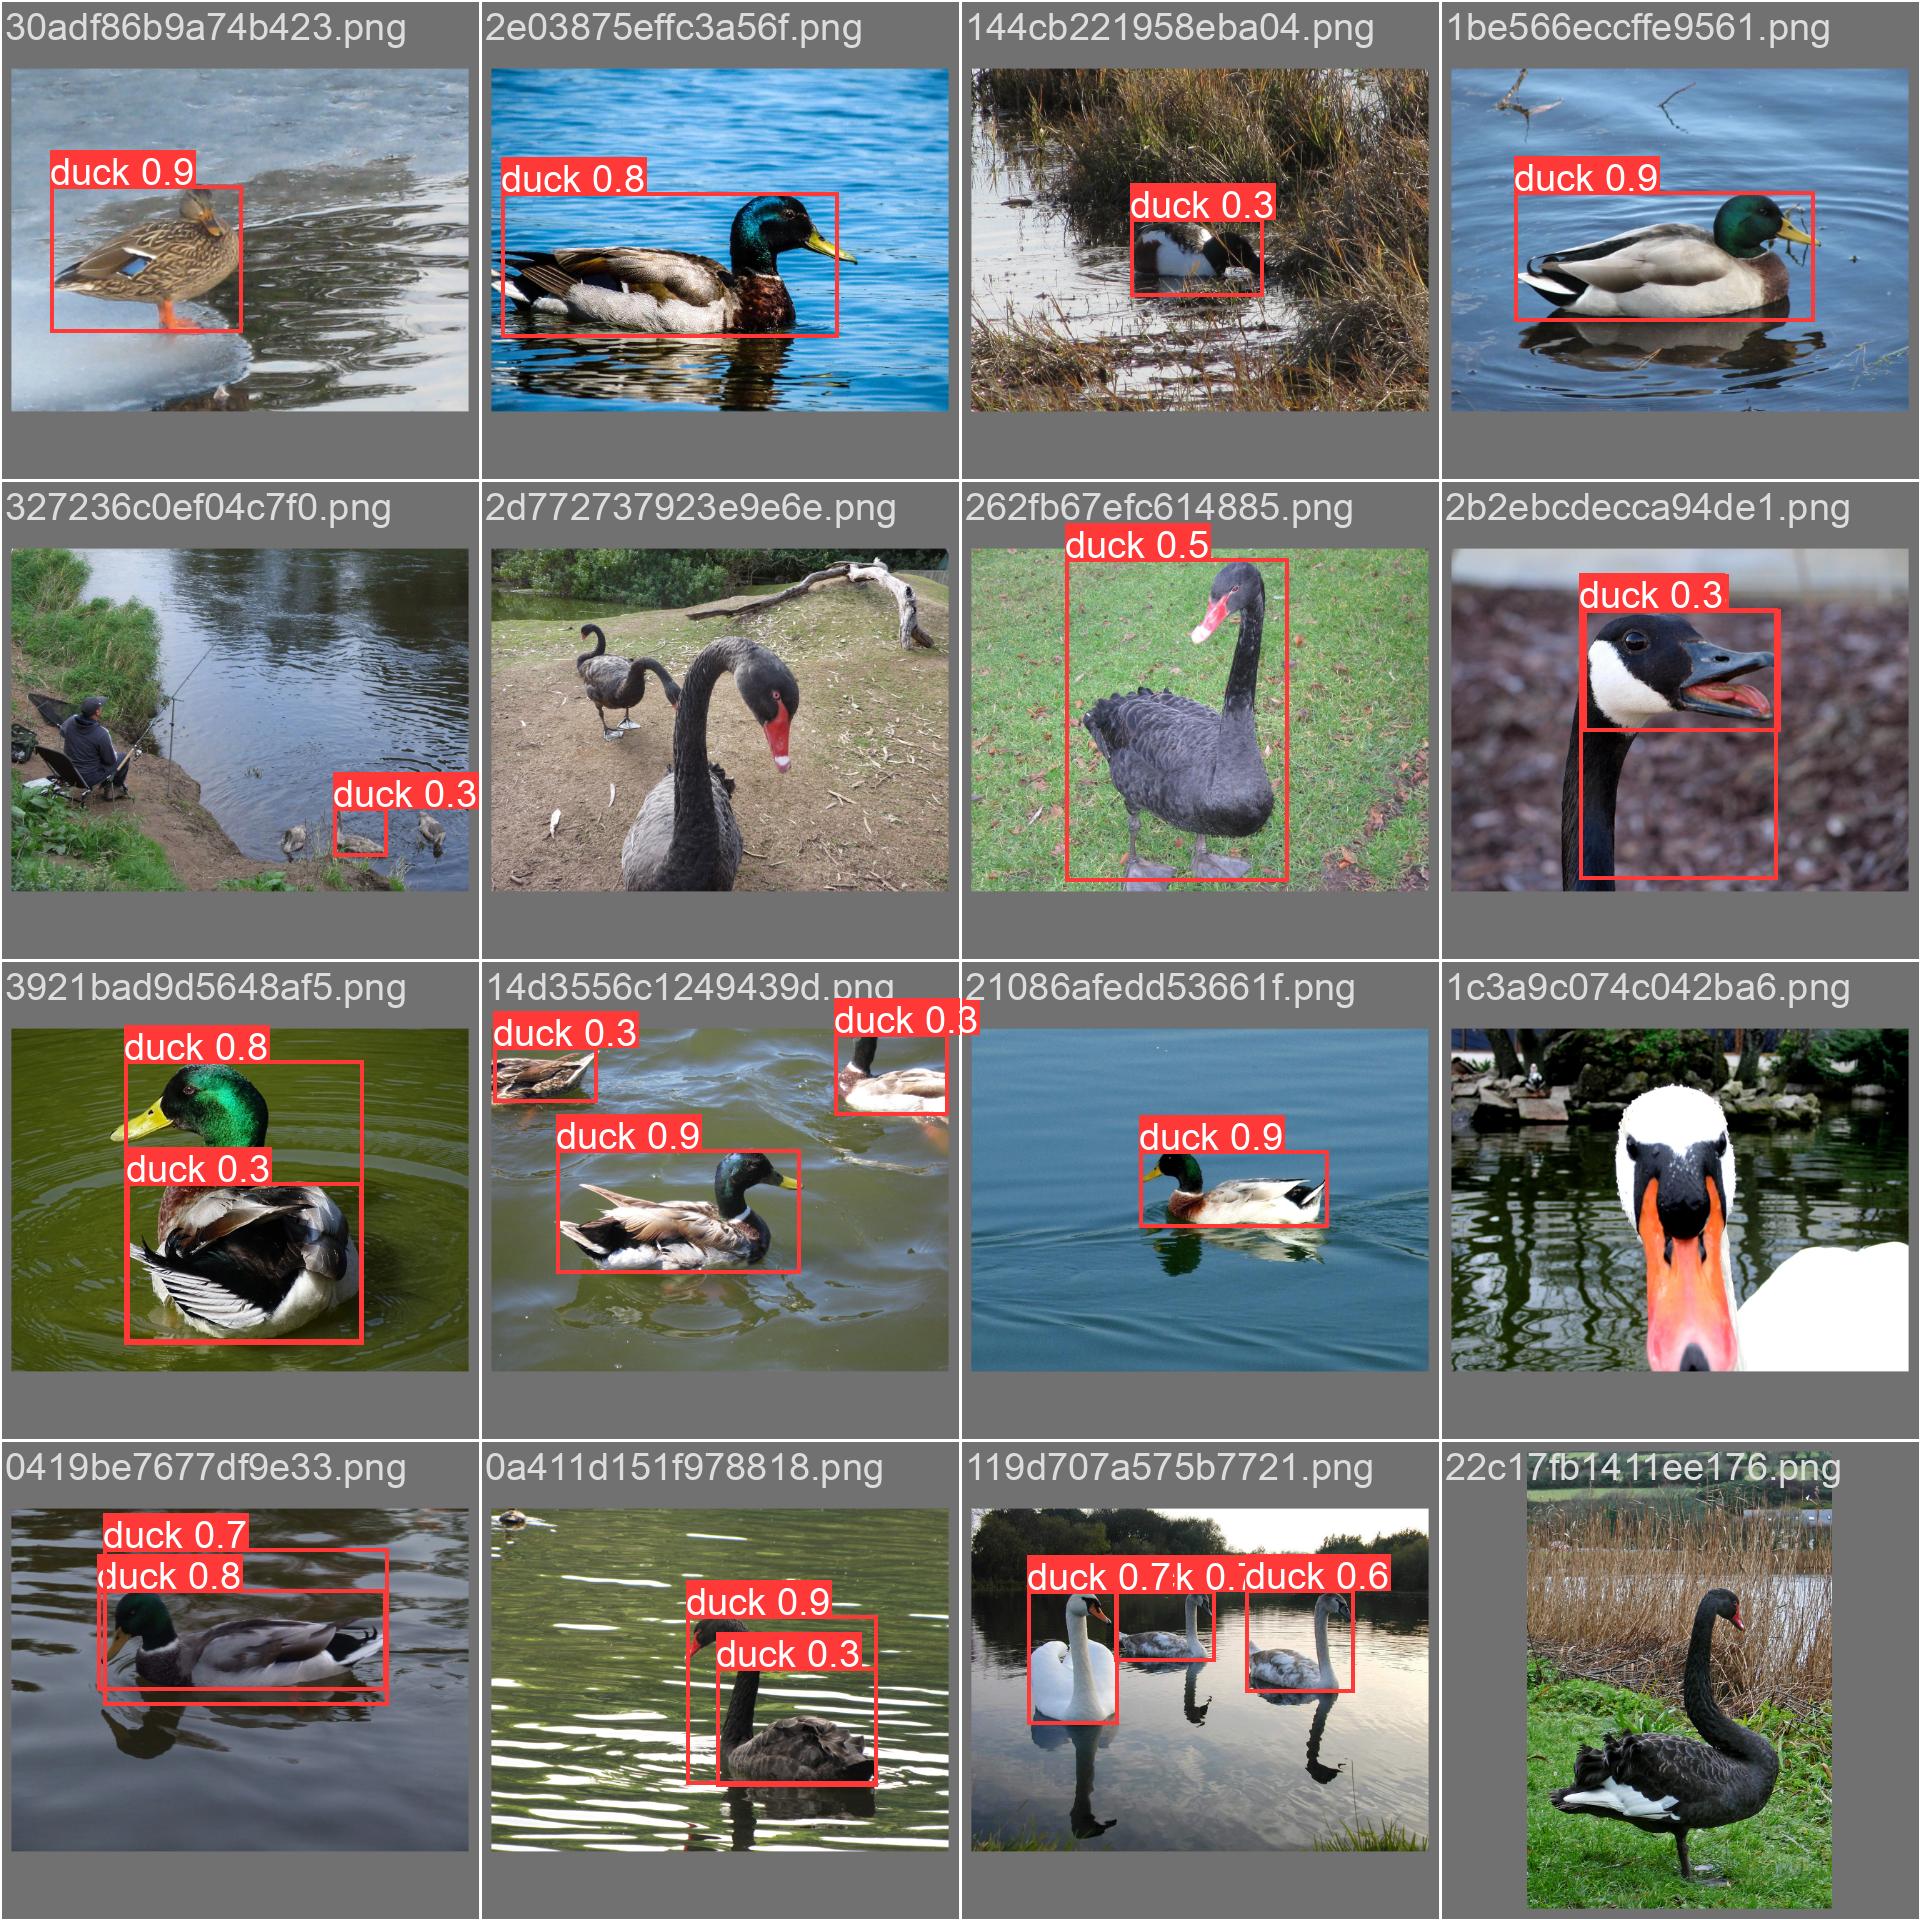 30adf86b9a74b423.png
2e03875effc3a56f.png
144cb221958eba04.png
1be566eccffe9561.png
duck 0.9
duck 0.8
duck 0.3
duck 0.9
327236c0ef04c7f0.png
2d772737923e9e6e.png
262fb67efc614885.png
2b2ebcdecca94de1.png
duck 0.3
duck 0.5
duck 0.3
3921bad9d5648af5.png
14d3556c1249439d.png
21086afedd53661f.png
1c3a9c074c042ba6.png
duck 0.8
duck 0.3
duck 0.3
duck 0.3
duck 0.9
duck 0.9
0419be7677df9e33.png
0a411d151f978818.png
119d707a575b7721.png
22c17fb1411ee176.png
duck 0.7
duck 0.8
duck 0.9
duck 0.3
duck 0.7
k 0.7
duck 0.6